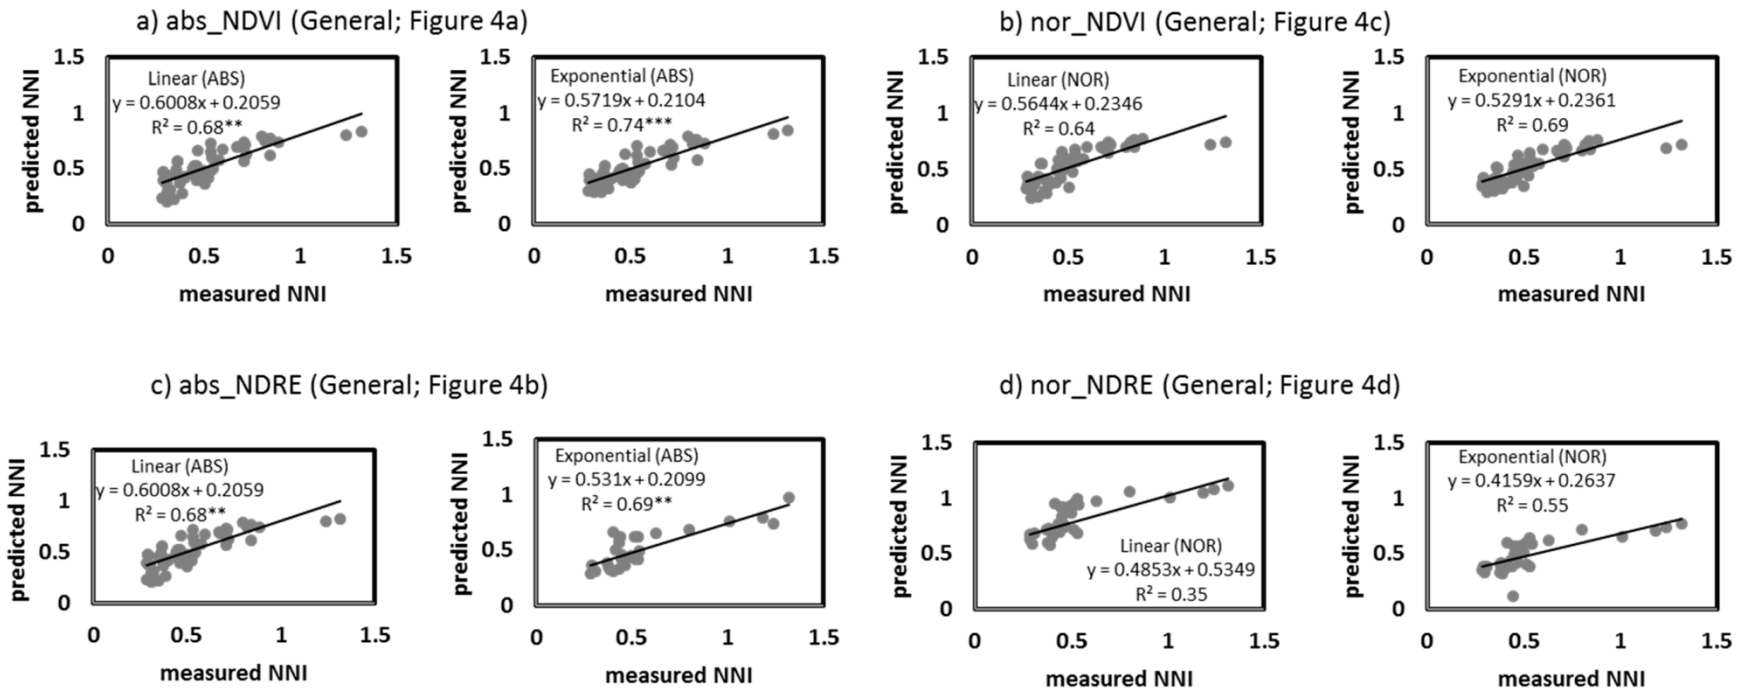 a) abs_NDVI (General; Figure 4a)
predicted NNI
1.5
1
0.5
0
Linear (ABS)
y = 0.6008x + 0.2059
R² = 0.68**
0 0.5 1 1.5
measured NNI
predicted NNI
1.5
1
0.5
0
Exponential (ABS)
y = 0.5719x + 0.2104
R² = 0.74***
0 0.5 1 1.5
measured NNI
b) nor_NDVI (General; Figure 4c)
predicted NNI
1.5
1
0.5
0
Linear (NOR)
y = 0.5644x + 0.2346
R² = 0.64
0 0.5 1 1.5
measured NNI
predicted NNI
1.5
1
0.5
0
Exponential (NOR)
y = 0.5291x + 0.2361
R² = 0.69
0 0.5 1 1.5
measured NNI
c) abs_NDRE (General; Figure 4b)
predicted NNI
1.5
1
0.5
0
Linear (ABS)
y = 0.6008x + 0.2059
R² = 0.68**
0 0.5 1 1.5
measured NNI
predicted NNI
1.5
1
0.5
0
Exponential (ABS)
y = 0.531x + 0.2099
R² = 0.69**
0 0.5 1 1.5
measured NNI
d) nor_NDRE (General; Figure 4d)
predicted NNI
1.5
1
0.5
0
Linear (NOR)
y = 0.4853x + 0.5349
R² = 0.35
0 0.5 1 1.5
measured NNI
predicted NNI
1.5
1
0.5
0
Exponential (NOR)
y = 0.4159x + 0.2637
R² = 0.55
0 0.5 1 1.5
measured NNI